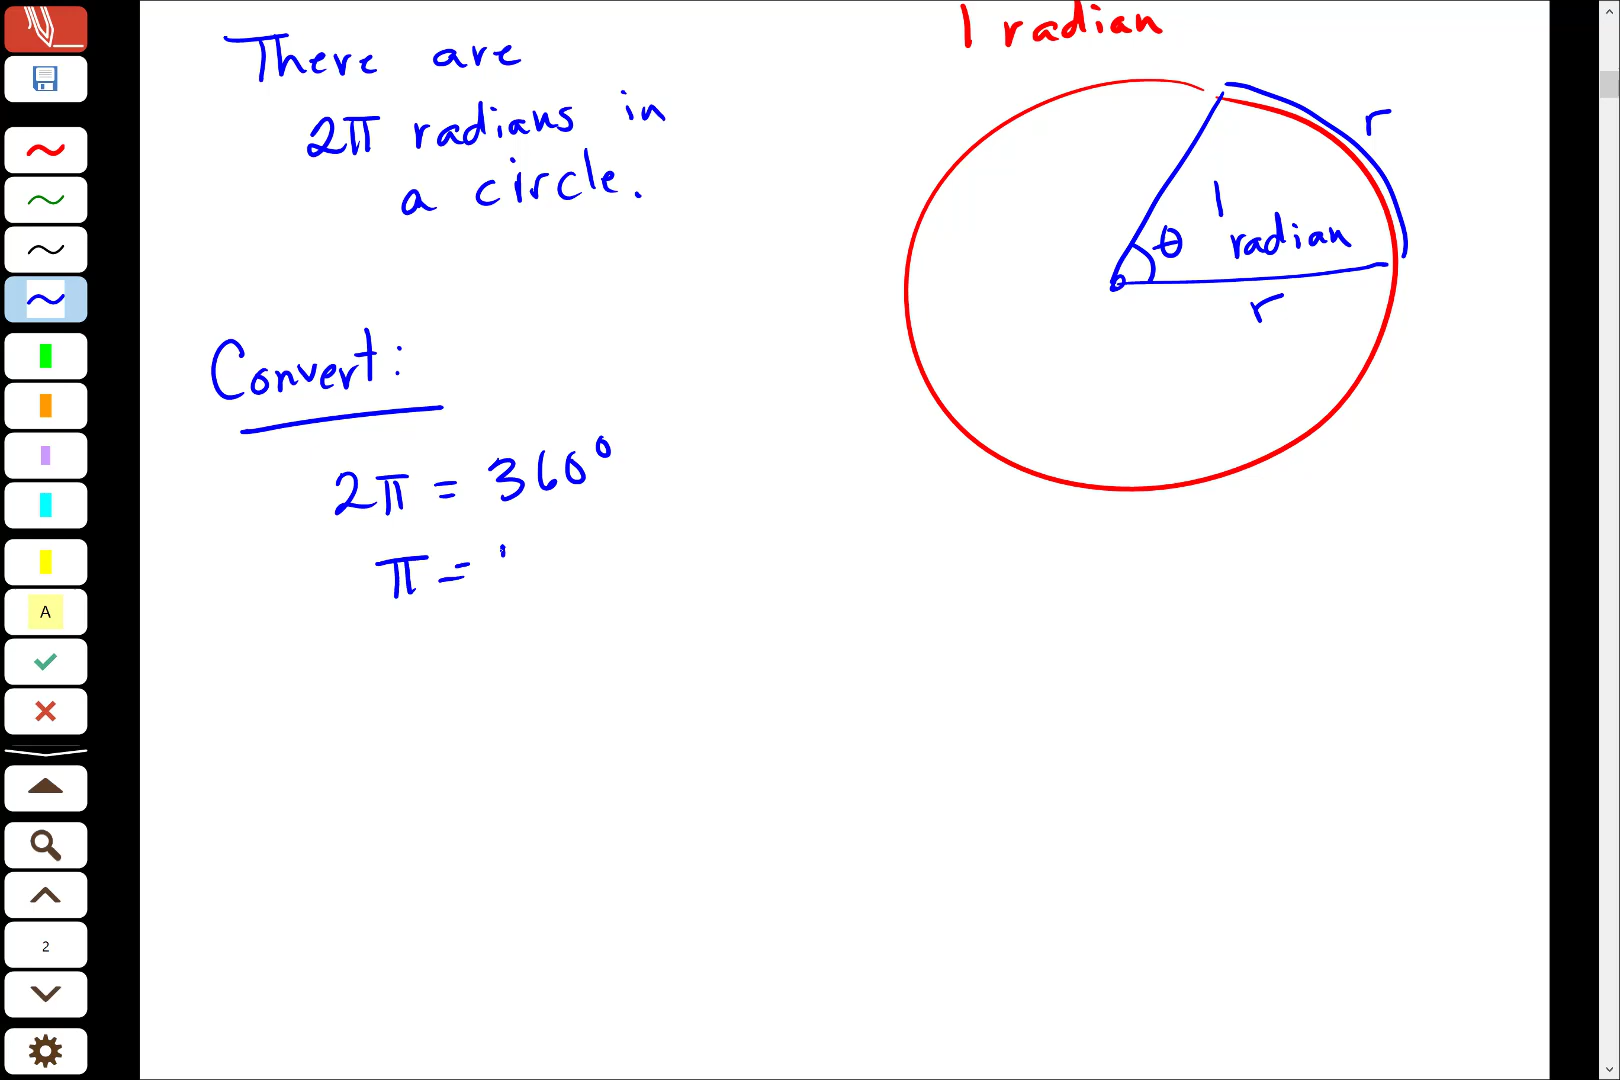 There are
2π radians in
a circle.
Convert:
2π = 360°
π =
1 radian
r
1
θ radian
r
A
2